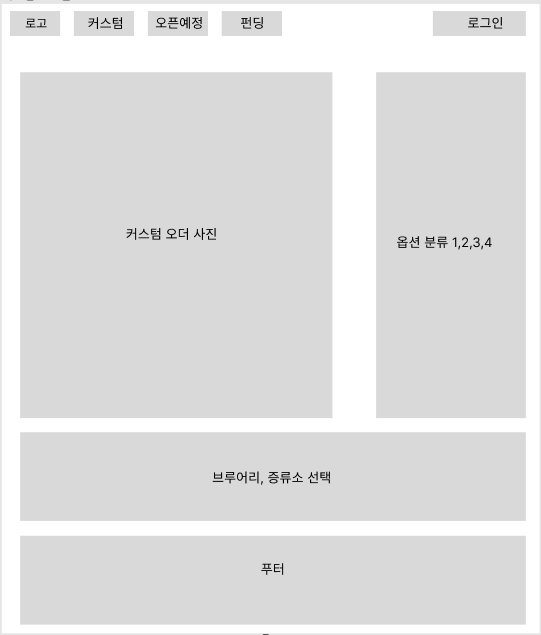 로고
커스텀
오픈예정
펀딩
로그인
커스텀 오더 사진
옵션 분류 1,2,3,4
브루어리, 증류소 선택
푸터